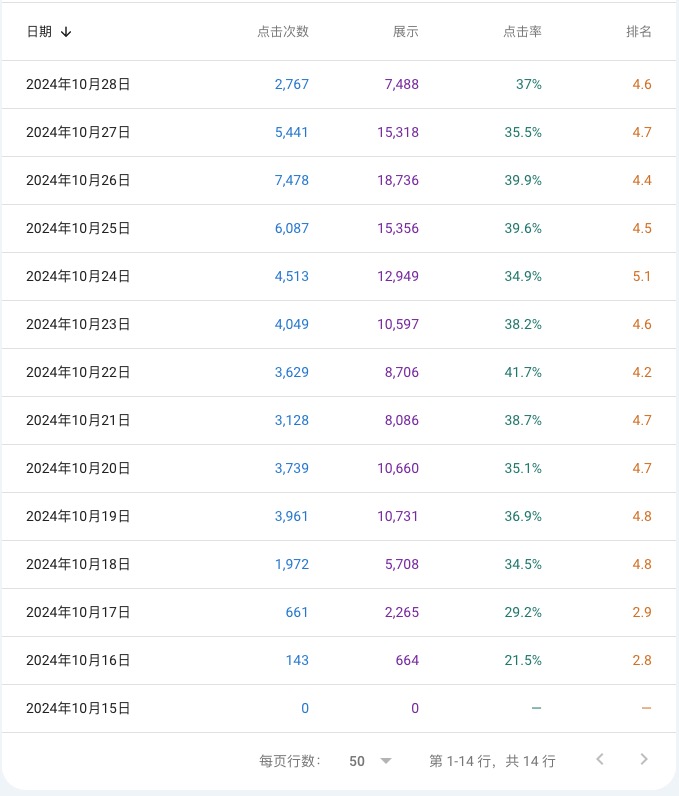 日期 ↓ 点击次数 展示 点击率 排名
2024年10月28日 2,767 7,488 37% 4.6
2024年10月27日 5,441 15,318 35.5% 4.7
2024年10月26日 7,478 18,736 39.9% 4.4
2024年10月25日 6,087 15,356 39.6% 4.5
2024年10月24日 4,513 12,949 34.9% 5.1
2024年10月23日 4,049 10,597 38.2% 4.6
2024年10月22日 3,629 8,706 41.7% 4.2
2024年10月21日 3,128 8,086 38.7% 4.7
2024年10月20日 3,739 10,660 35.1% 4.7
2024年10月19日 3,961 10,731 36.9% 4.8
2024年10月18日 1,972 5,708 34.5% 4.8
2024年10月17日 661 2,265 29.2% 2.9
2024年10月16日 143 664 21.5% 2.8
2024年10月15日 0 0 — —
每页行数： 50 第 1-14 行，共 14 行